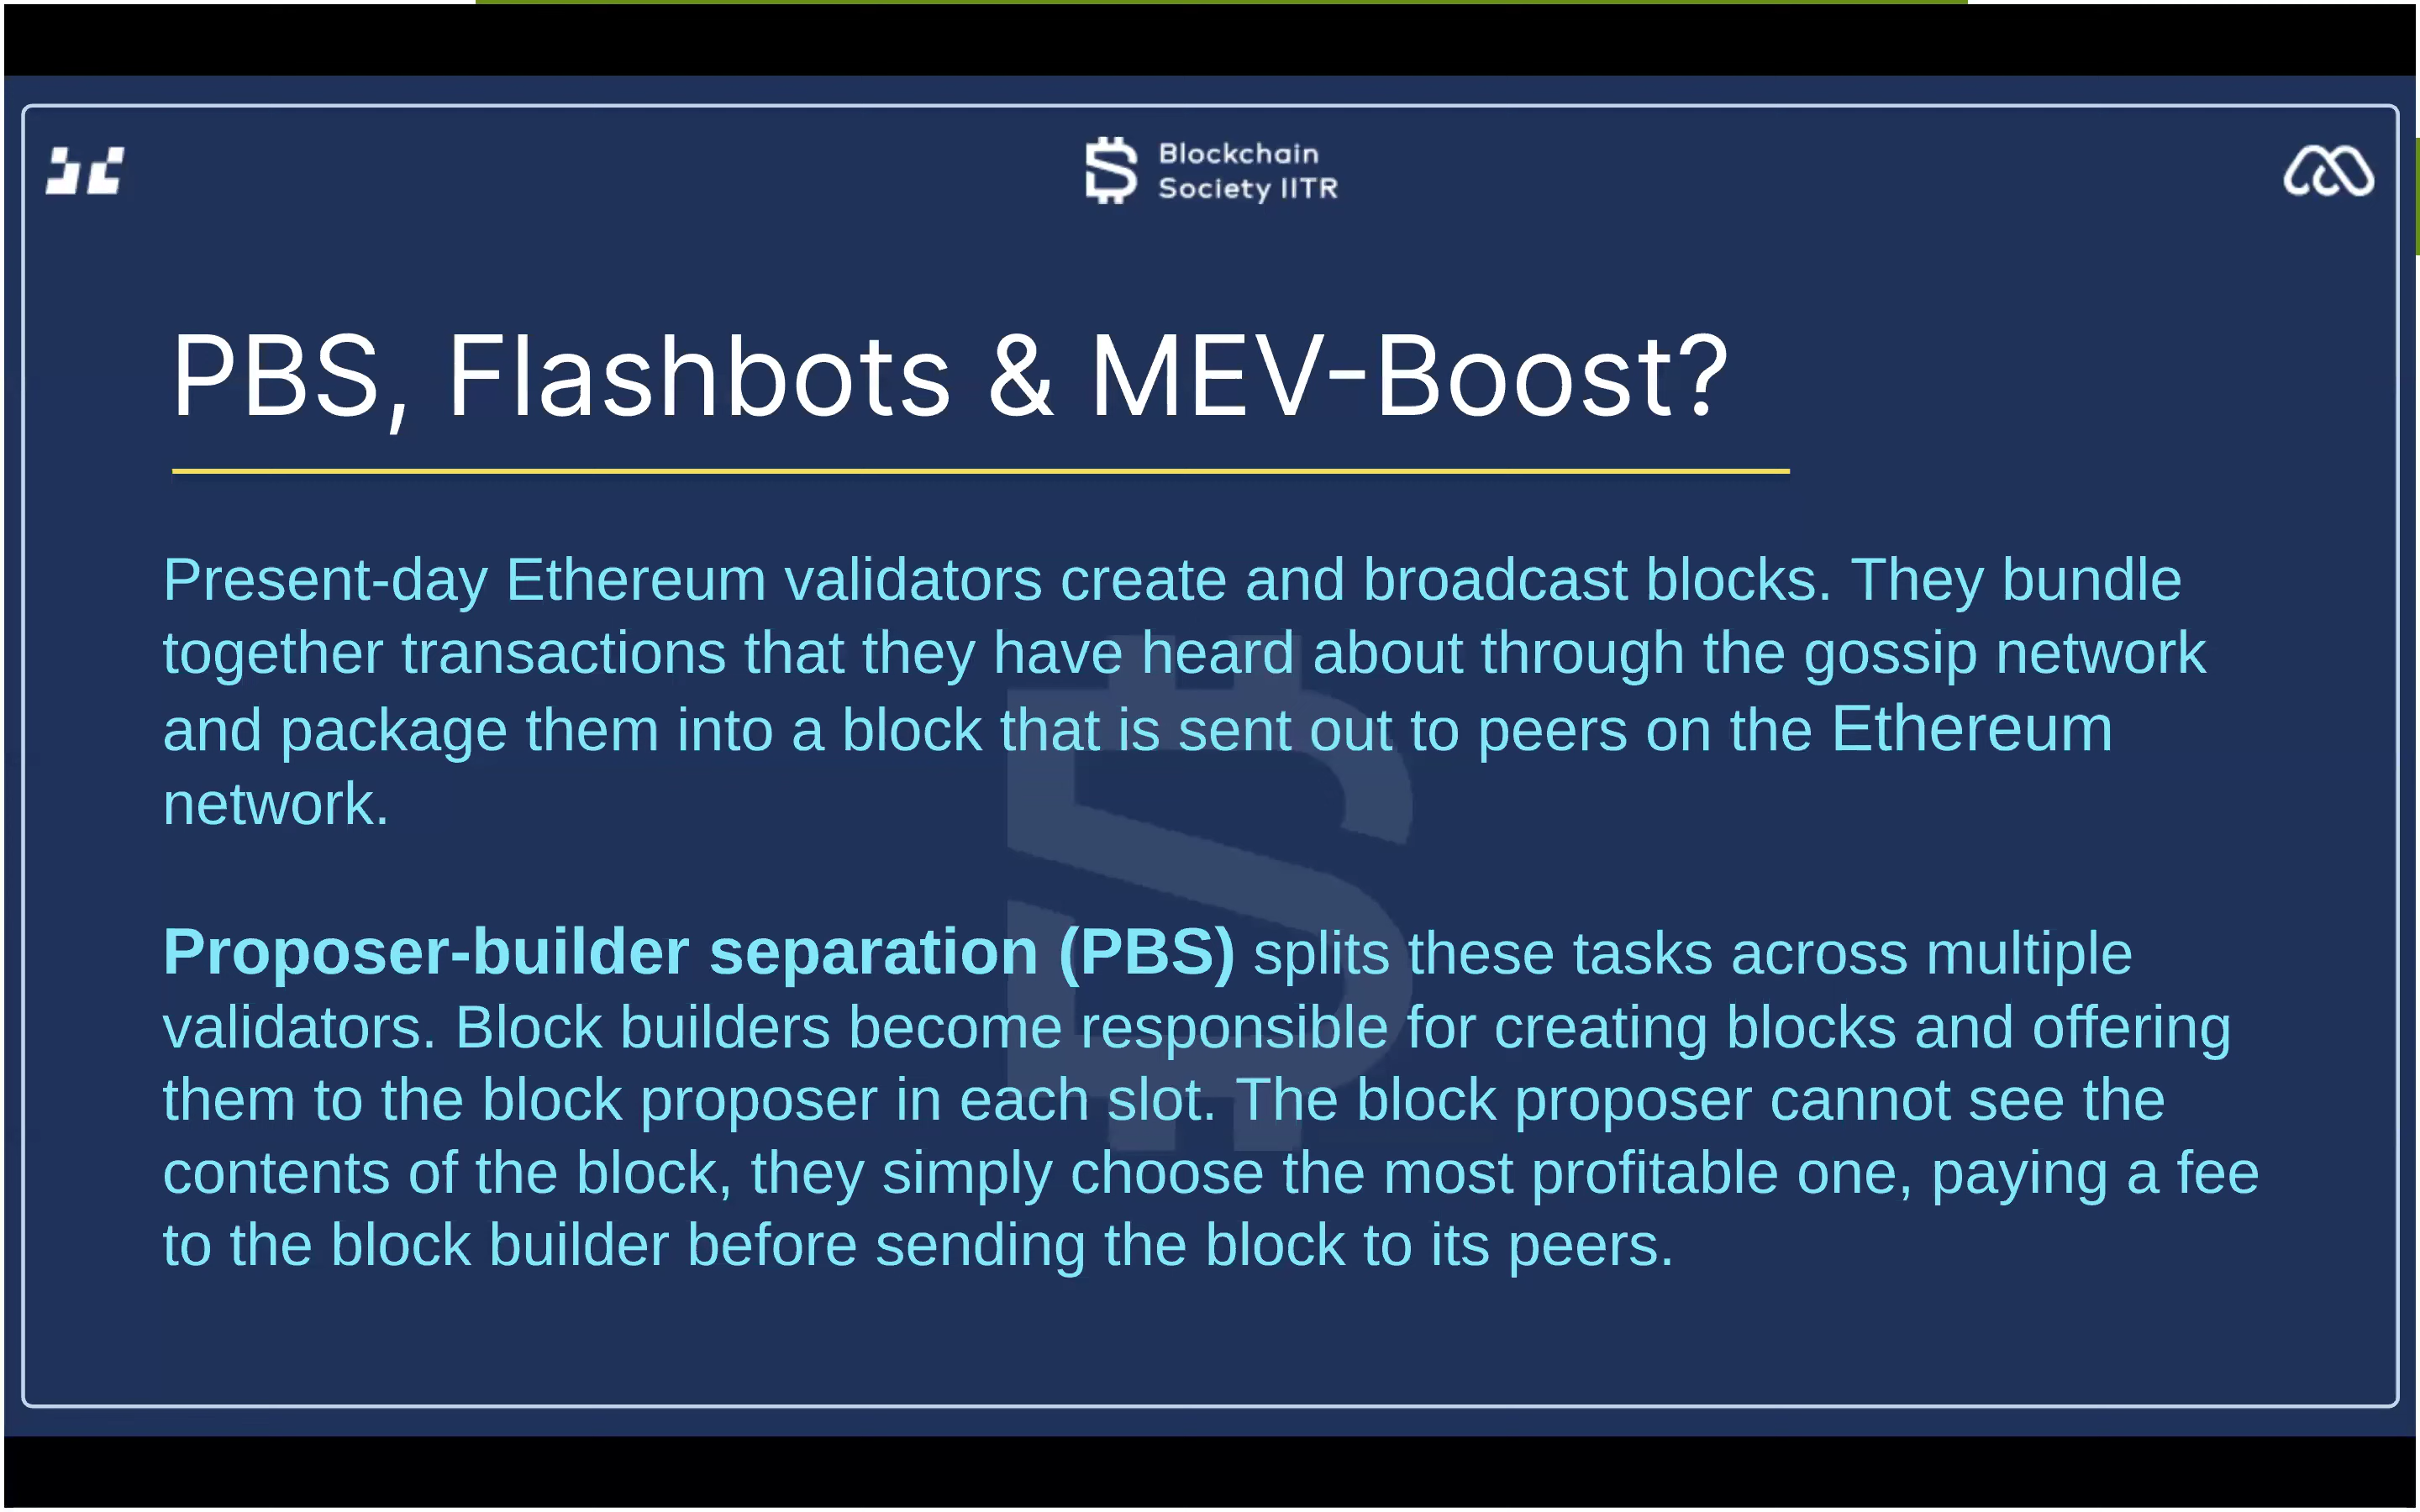 Blockchain
Society IITR
PBS, Flashbots & MEV-Boost?
Present-day Ethereum validators create and broadcast blocks. They bundle
together transactions that they have heard about through the gossip network
and package them into a block that is sent out to peers on the Ethereum
network.
Proposer-builder separation (PBS) splits these tasks across multiple
validators. Block builders become responsible for creating blocks and offering
them to the block proposer in each slot. The block proposer cannot see the
contents of the block, they simply choose the most profitable one, paying a fee
to the block builder before sending the block to its peers.